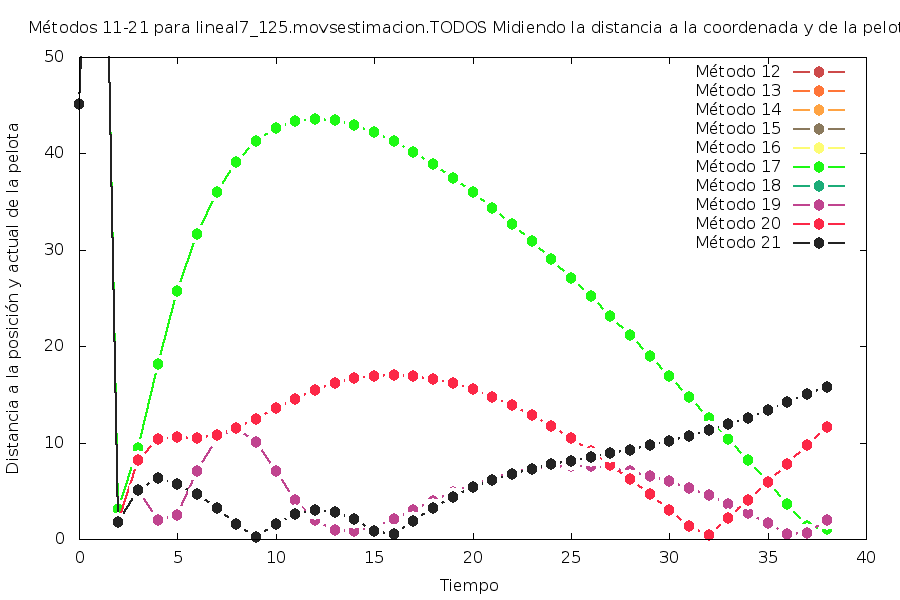 Métodos 11-21 para lineal7_125.movsestimacion.TODOS Midiendo la distancia a la coordenada y de la pelot
50
40
30
20
10
0
Distancia a la posición y actual de la pelota
Método 12
Método 13
Método 14
Método 15
Método 16
Método 17
Método 18
Método 19
Método 20
Método 21
0 5 10 15 20 25 30 35 40
Tiempo